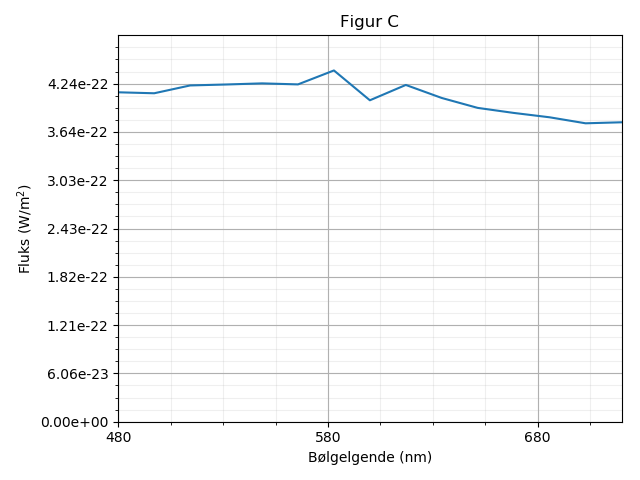 Figur C
Fluks (W/m²)
4.24e-22
3.64e-22
3.03e-22
2.43e-22
1.82e-22
1.21e-22
6.06e-23
0.00e+00
480 580 680
Bølgelgende (nm)